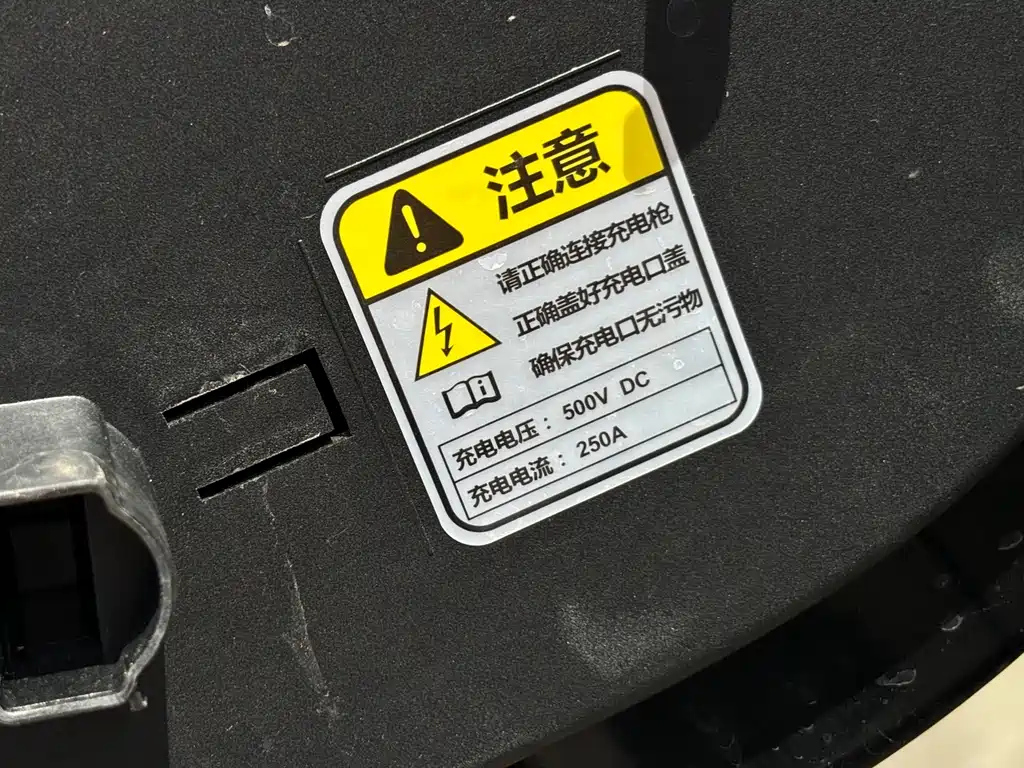 注意
请正确连接充电枪
正确盖好充电口盖
确保充电口无污物
充电电压：500V DC
充电电流：250A